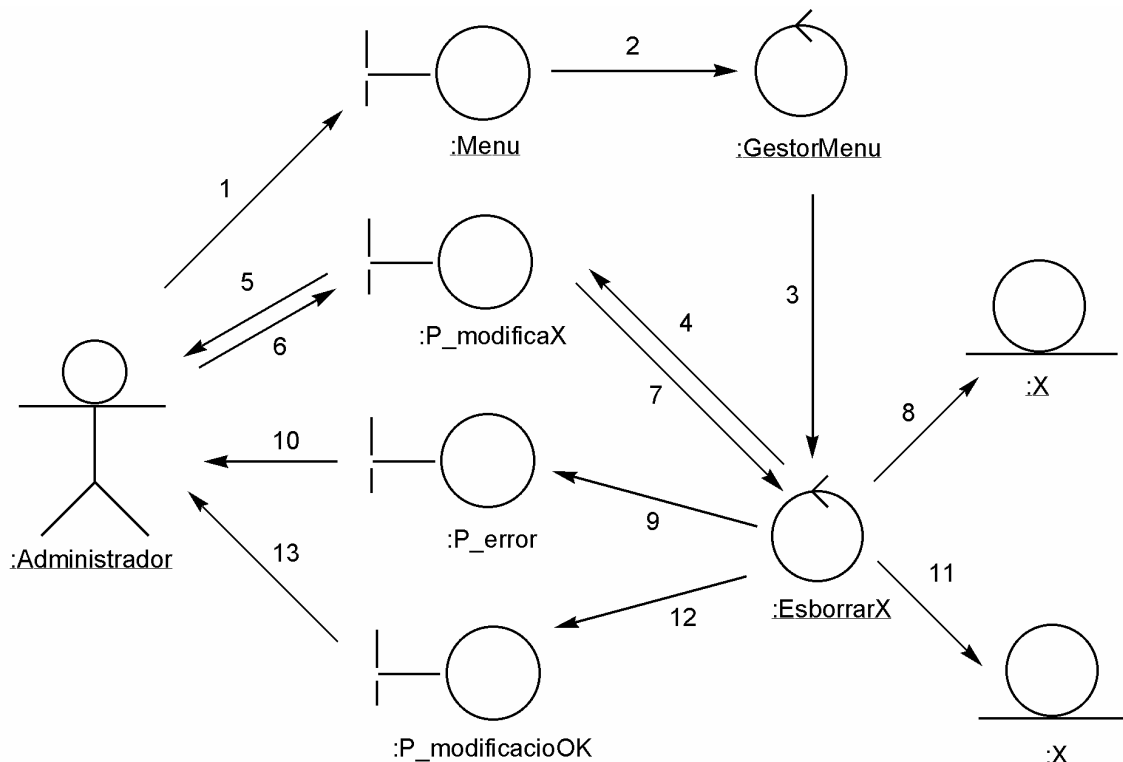 2
:Menu
:GestorMenu
1
5
6
:P_modificaX
4
3
7
:X
8
10
:P_error
9
:Administrador
13
:EsborrarX
11
12
:P_modificacioOK
:X